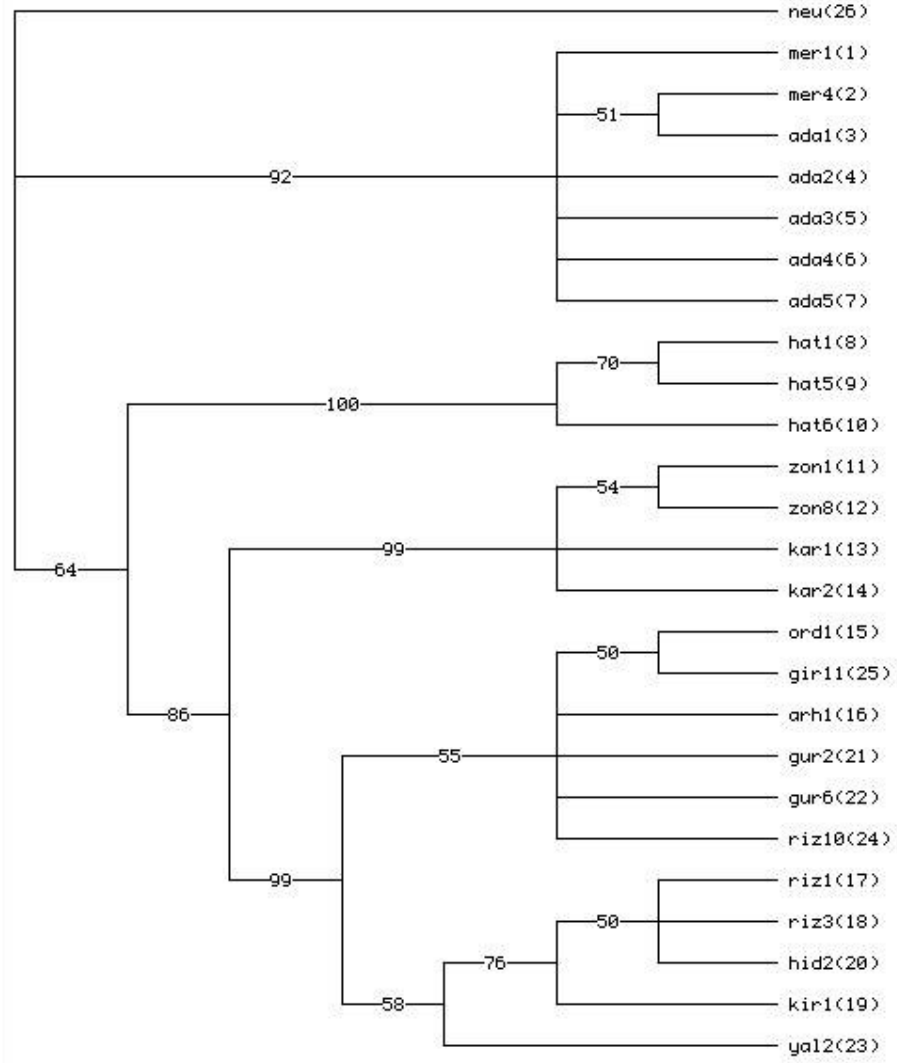 neu(26)
mer1(1)
mer4(2)
51
ada1(3)
92
ada2(4)
ada3(5)
ada4(6)
ada5(7)
hat1(8)
70
hat5(9)
100
hat6(10)
zon1(11)
54
zon8(12)
99
kar1(13)
64
kar2(14)
ord1(15)
50
gir11(25)
86
arh1(16)
55
gur2(21)
gur6(22)
riz10(24)
99
riz1(17)
50
riz3(18)
76
hid2(20)
58
kir1(19)
yal2(23)